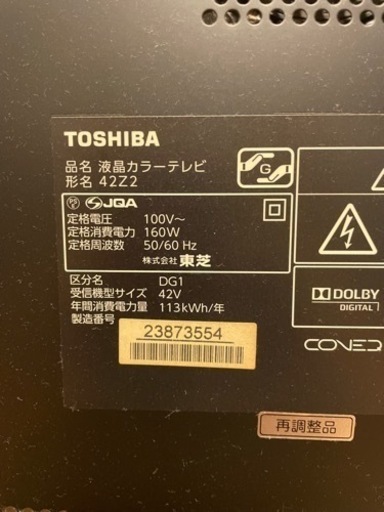 TOSHIBA
品名 液晶カラーテレビ
形名 42Z2
G
PS JQA
定格電圧 100V～
定格消費電力 160W
定格周波数 50/60 Hz
株式会社 東芝
区分名 DG1
受信機型サイズ 42V
年間消費電力量 113kWh/年
製造番号
23873554
DOLBY
DIGITAL
再調整品